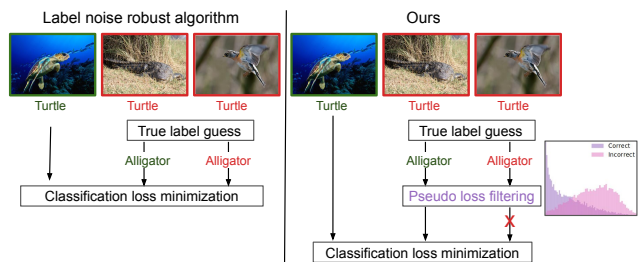 Label noise robust algorithm
Turtle Turtle Turtle
True label guess
Alligator Alligator
Classification loss minimization
Ours
Turtle Turtle Turtle
True label guess
Alligator Alligator
Correct
Incorrect
Pseudo loss filtering
X
Classification loss minimization